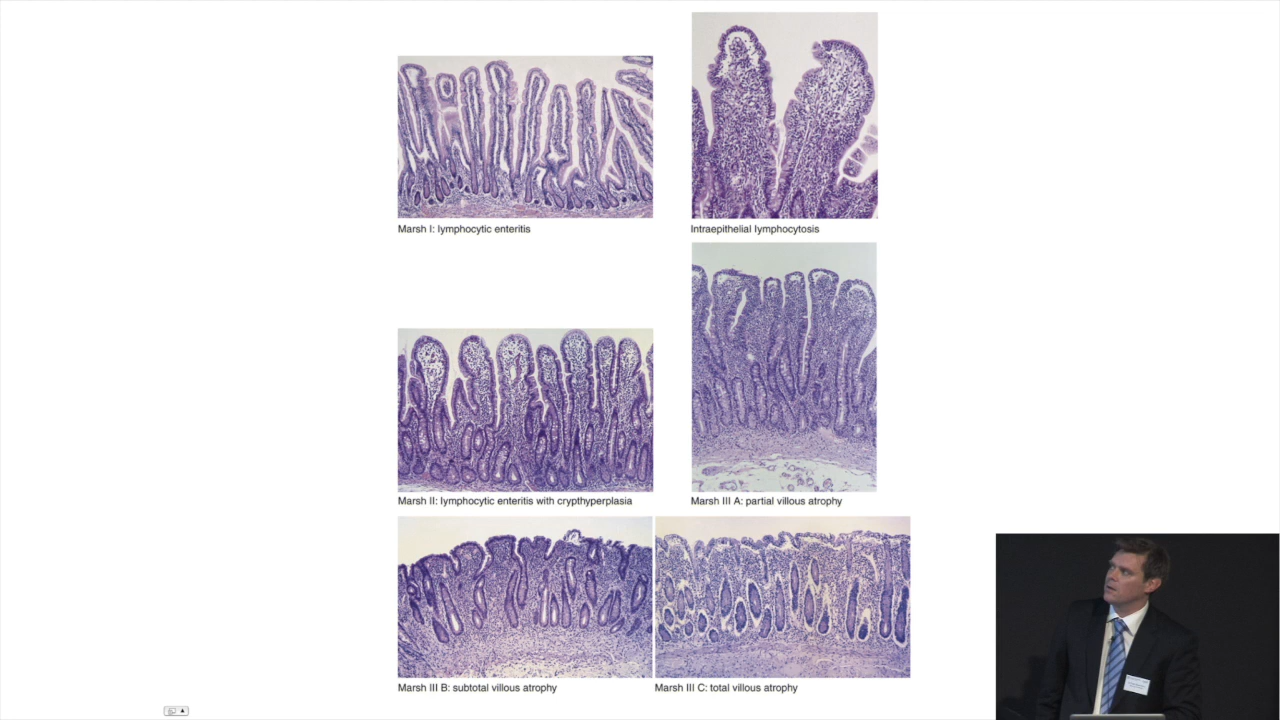 Marsh I: lymphocytic enteritis
Intraepithelial lymphocytosis
Marsh II: lymphocytic enteritis with crypthyperplasia
Marsh III A: partial villous atrophy
Marsh III B: subtotal villous atrophy
Marsh III C: total villous atrophy